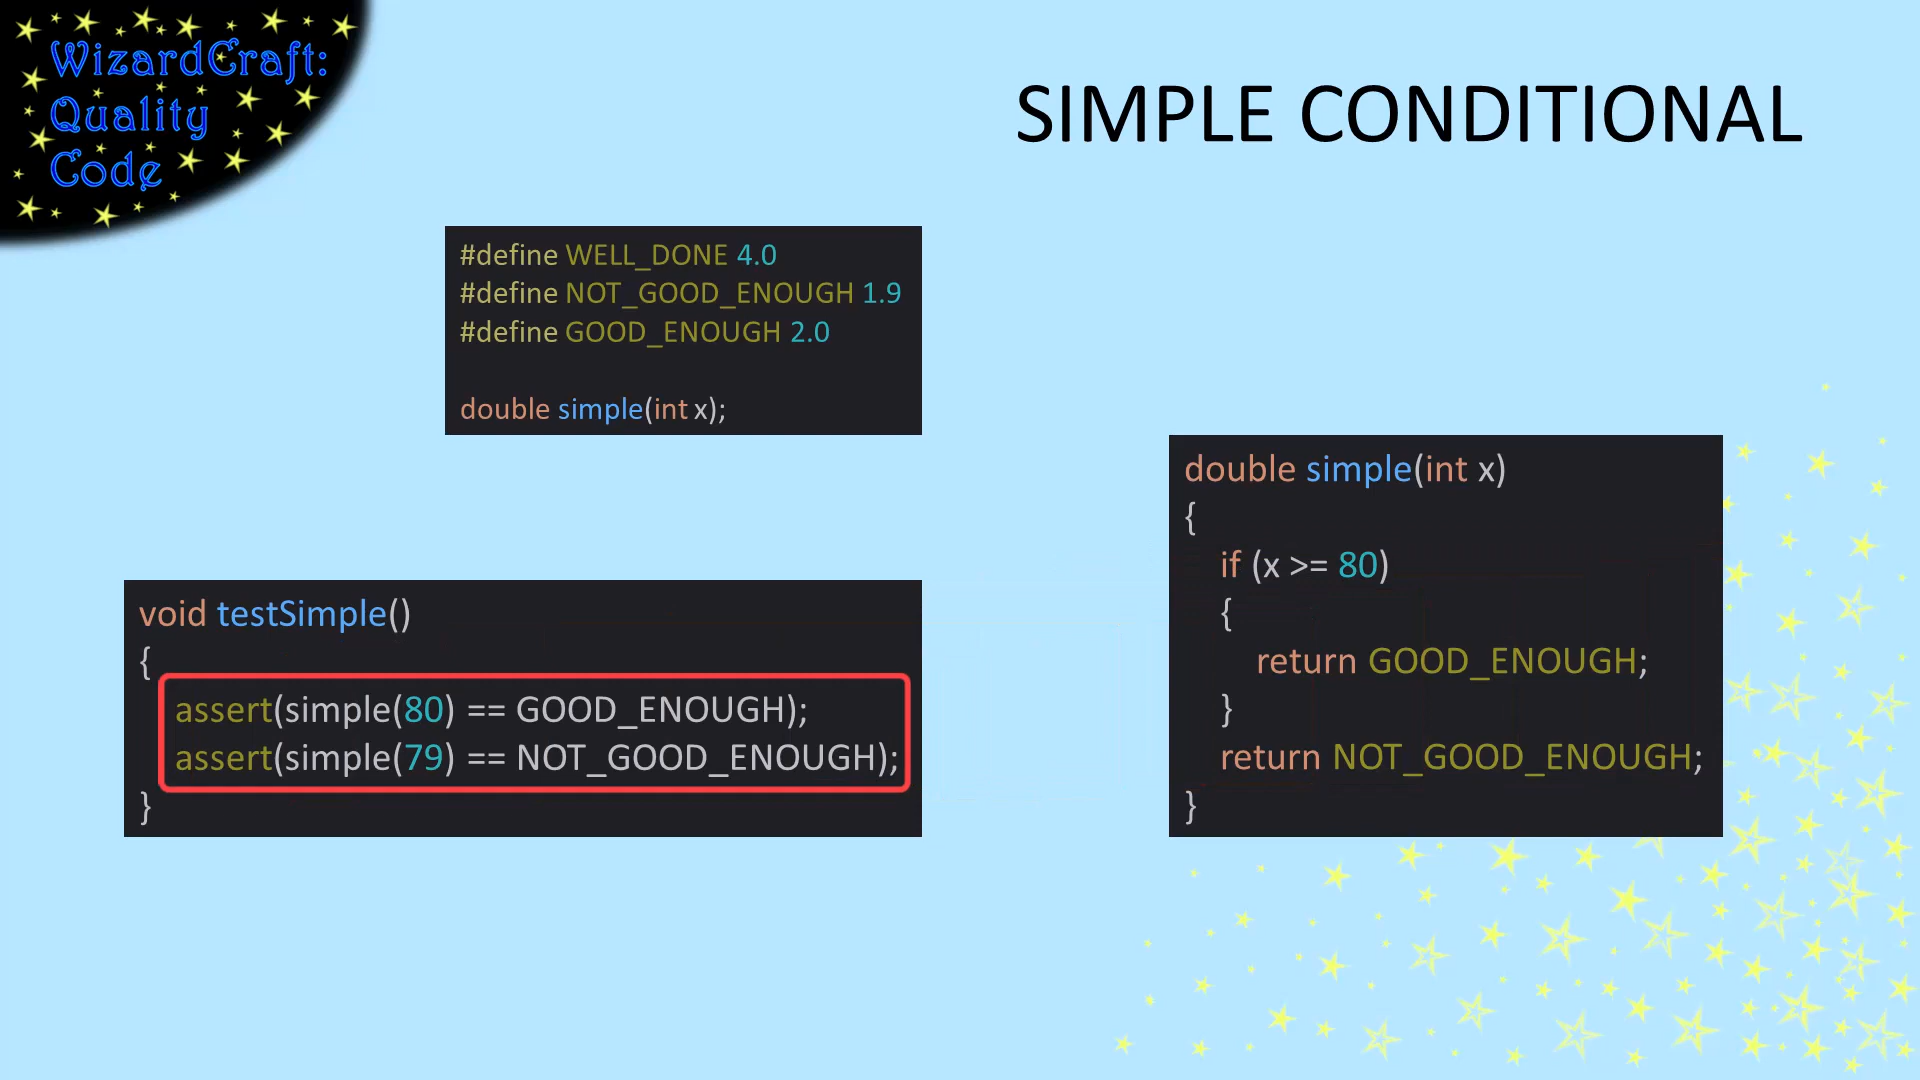 WizardCraft:
Quality
Code
SIMPLE CONDITIONAL
#define WELL_DONE 4.0
#define NOT_GOOD_ENOUGH 1.9
#define GOOD_ENOUGH 2.0
double simple(int x);
void testSimple()
{
assert(simple(80) == GOOD_ENOUGH);
assert(simple(79) == NOT_GOOD_ENOUGH);
}
double simple(int x)
{
if (x >= 80)
{
return GOOD_ENOUGH;
}
return NOT_GOOD_ENOUGH;
}